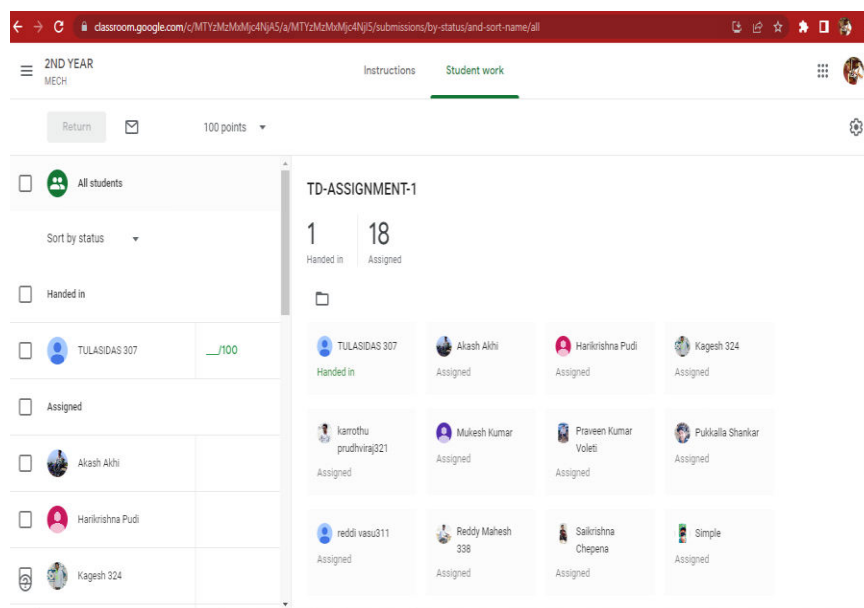 classroom.google.com/c/MTYzMzMxMjc4NjA5/a/MTYzMzMxMjc4NjI5/submissions/by-status/and-sort-name/all
2ND YEAR
MECH
Instructions
Student work
Return
100 points
All students
Sort by status
Handed in
TULASIDAS 307
__/100
Assigned
Akash Akhi
Harikrishna Pudi
Kagesh 324
TD-ASSIGNMENT-1
1
18
Handed in
Assigned
TULASIDAS 307
Handed in
Akash Akhi
Assigned
Harikrishna Pudi
Assigned
Kagesh 324
Assigned
karrothu
prudhviraj321
Assigned
Mukesh Kumar
Assigned
Praveen Kumar
Voleti
Assigned
Pukkalla Shankar
Assigned
reddi vasu311
Assigned
Reddy Mahesh
338
Assigned
Saikrishna
Chepena
Assigned
Simple
Assigned